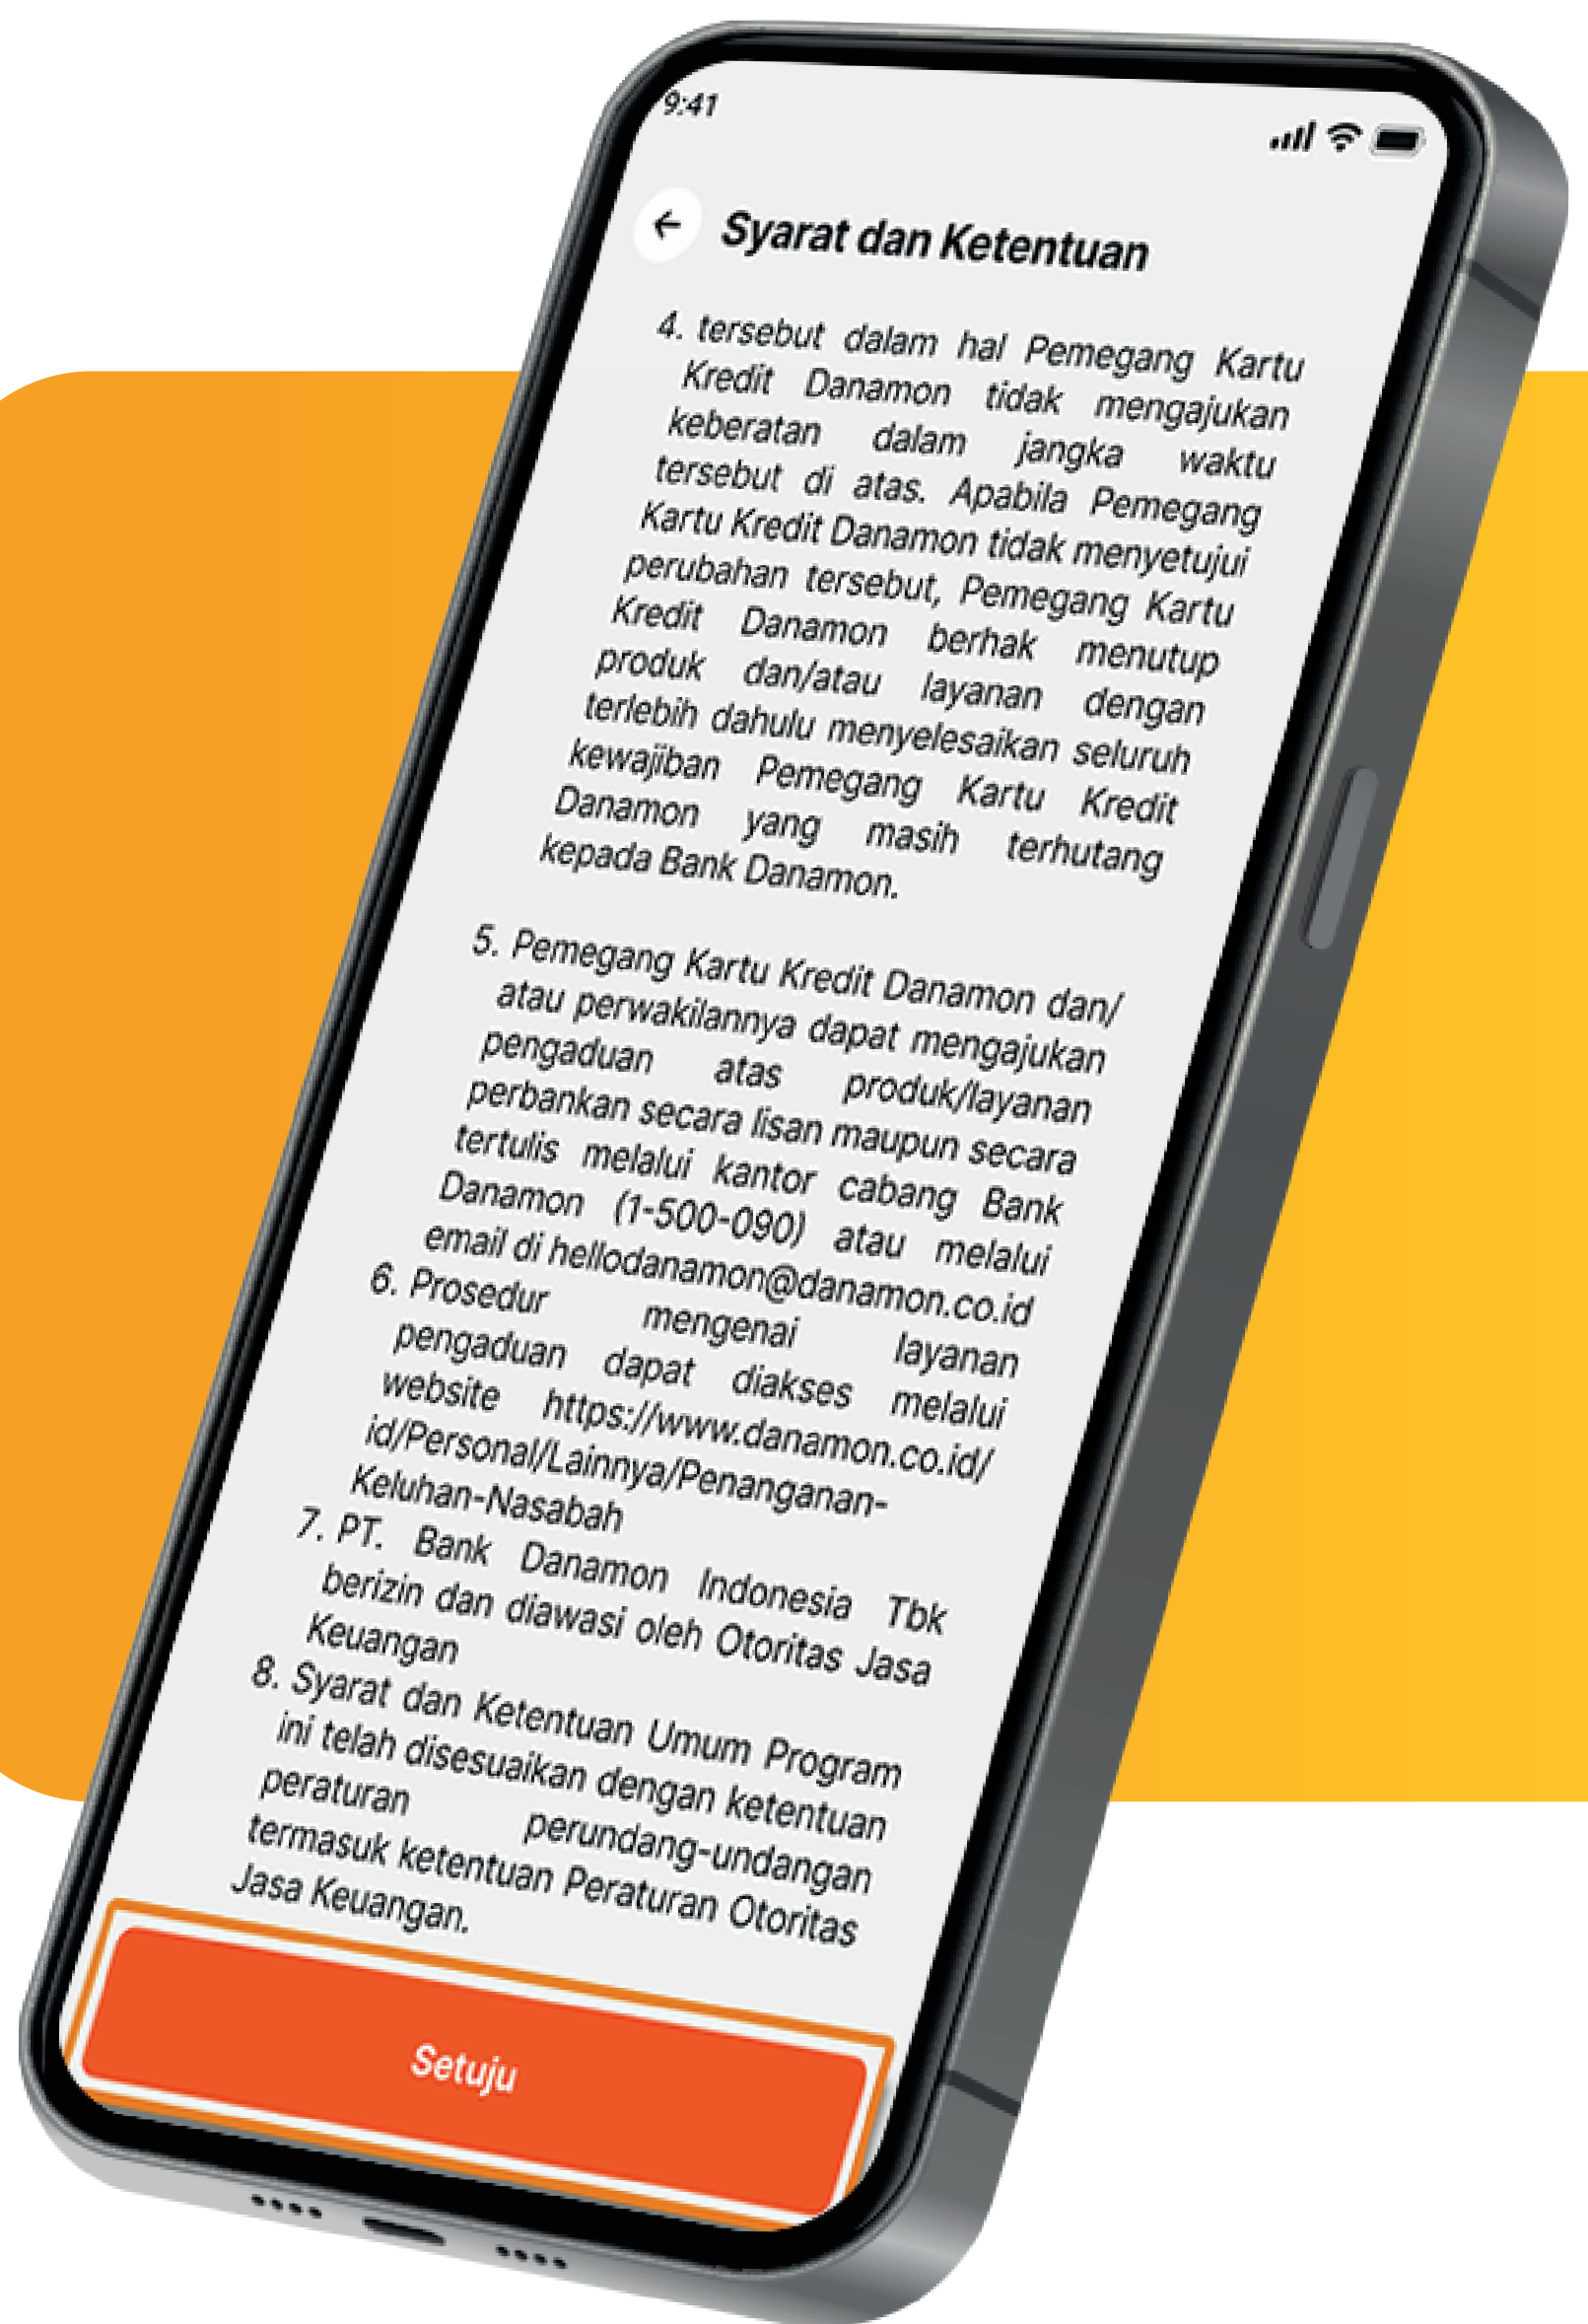 9:41
Syarat dan Ketentuan
4. tersebut dalam hal Pemegang Kartu
Kredit Danamon tidak mengajukan
keberatan dalam jangka waktu
tersebut di atas. Apabila Pemegang
Kartu Kredit Danamon tidak menyetujui
perubahan tersebut, Pemegang Kartu
Kredit Danamon berhak menutup
produk dan/atau layanan dengan
terlebih dahulu menyelesaikan seluruh
kewajiban Pemegang Kartu Kredit
Danamon yang masih terhutang
kepada Bank Danamon.
5. Pemegang Kartu Kredit Danamon dan/
atau perwakilannya dapat mengajukan
pengaduan atas produk/layanan
perbankan secara lisan maupun secara
tertulis melalui kantor cabang Bank
Danamon (1-500-090) atau melalui
email di hellodanamon@danamon.co.id
6. Prosedur mengenai layanan
pengaduan dapat diakses melalui
website https://www.danamon.co.id/
id/Personal/Lainnya/Penanganan-
Keluhan-Nasabah
7. PT. Bank Danamon Indonesia Tbk
berizin dan diawasi oleh Otoritas Jasa
Keuangan
8. Syarat dan Ketentuan Umum Program
ini telah disesuaikan dengan ketentuan
peraturan perundang-undangan
termasuk ketentuan Peraturan Otoritas
Jasa Keuangan.
Setuju